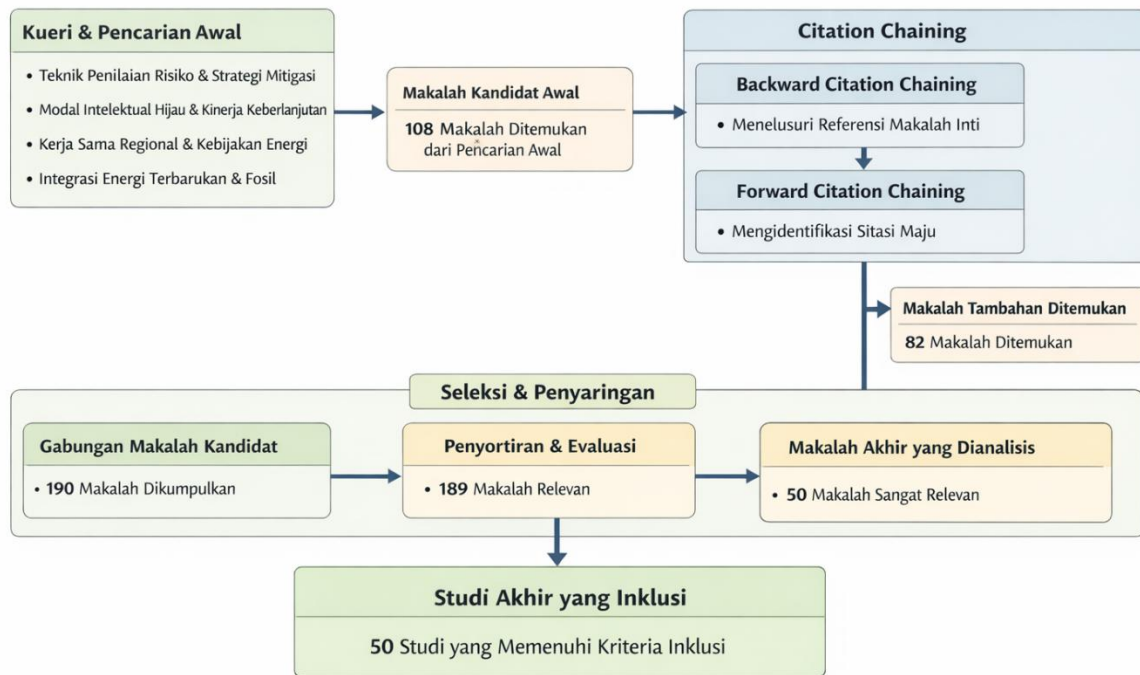 Kueri & Pencarian Awal
• Teknik Penilaian Risiko & Strategi Mitigasi
• Modal Intelektual Hijau & Kinerja Keberlanjutan
• Kerja Sama Regional & Kebijakan Energi
• Integrasi Energi Terbarukan & Fosil
Makalah Kandidat Awal
108 Makalah Ditemukan
dari Pencarian Awal
Citation Chaining
Backward Citation Chaining
• Menelusuri Referensi Makalah Inti
Forward Citation Chaining
• Mengidentifikasi Sitasi Maju
Makalah Tambahan Ditemukan
82 Makalah Ditemukan
Seleksi & Penyaringan
Gabungan Makalah Kandidat
• 190 Makalah Dikumpulkan
Penyortiran & Evaluasi
• 189 Makalah Relevan
Makalah Akhir yang Dianalisis
• 50 Makalah Sangat Relevan
Studi Akhir yang Inklusi
50 Studi yang Memenuhi Kriteria Inklusi